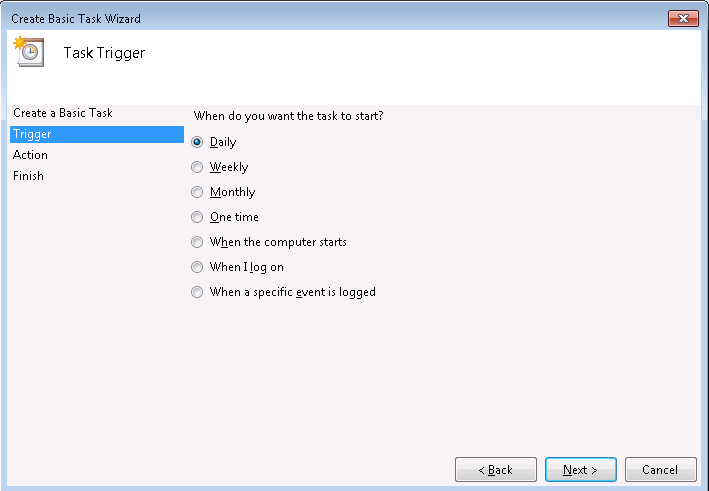 Create Basic Task Wizard
Task Trigger
Create a Basic Task
Trigger
Action
Finish
When do you want the task to start?
Daily
Weekly
Monthly
One time
When the computer starts
When I log on
When a specific event is logged
< Back
Next >
Cancel